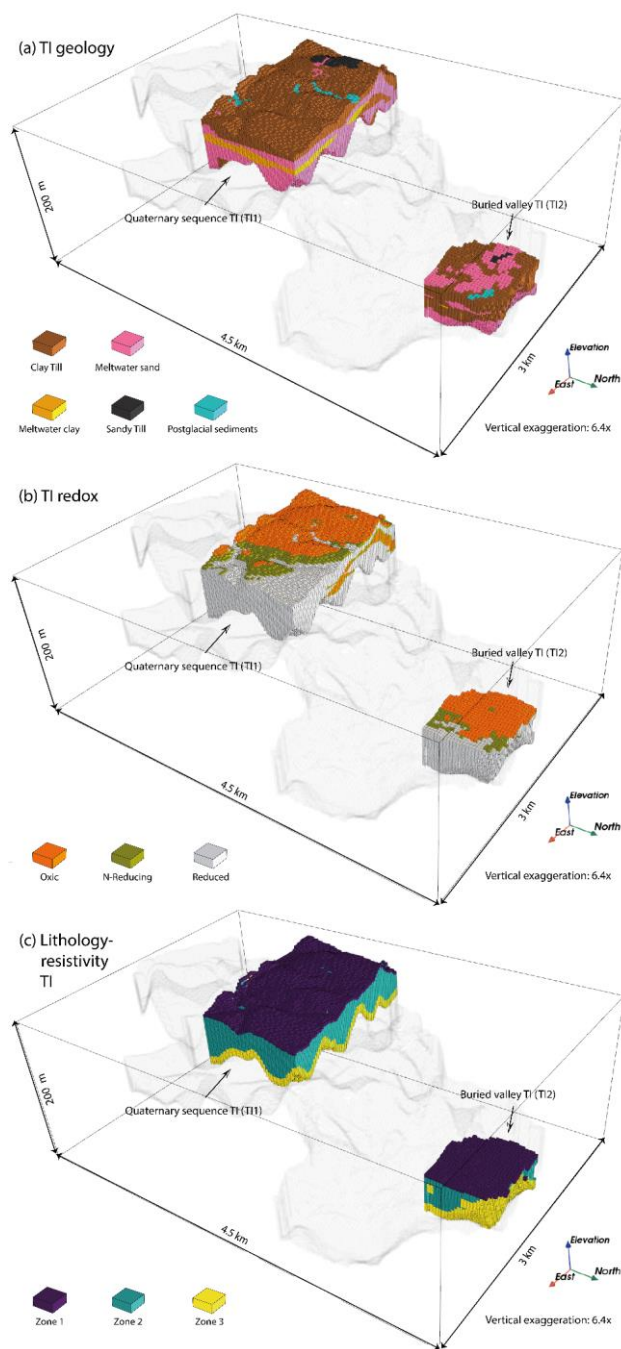 (a) TI geology
200 m
Quaternary sequence TI (TI1)
Buried valley TI (TI2)
4.5 km
3 km
Clay Till
Meltwater sand
Meltwater clay
Sandy Till
Postglacial sediments
Elevation
East
North
Vertical exaggeration: 6.4x
(b) TI redox
200 m
Quaternary sequence TI (TI1)
Buried valley TI (TI2)
4.5 km
3 km
Oxic
N-Reducing
Reduced
Elevation
East
North
Vertical exaggeration: 6.4x
(c) Lithology-
resistivity
TI
200 m
Quaternary sequence TI (TI1)
Buried valley TI (TI2)
4.5 km
3 km
Zone 1
Zone 2
Zone 3
Elevation
East
North
Vertical exaggeration: 6.4x